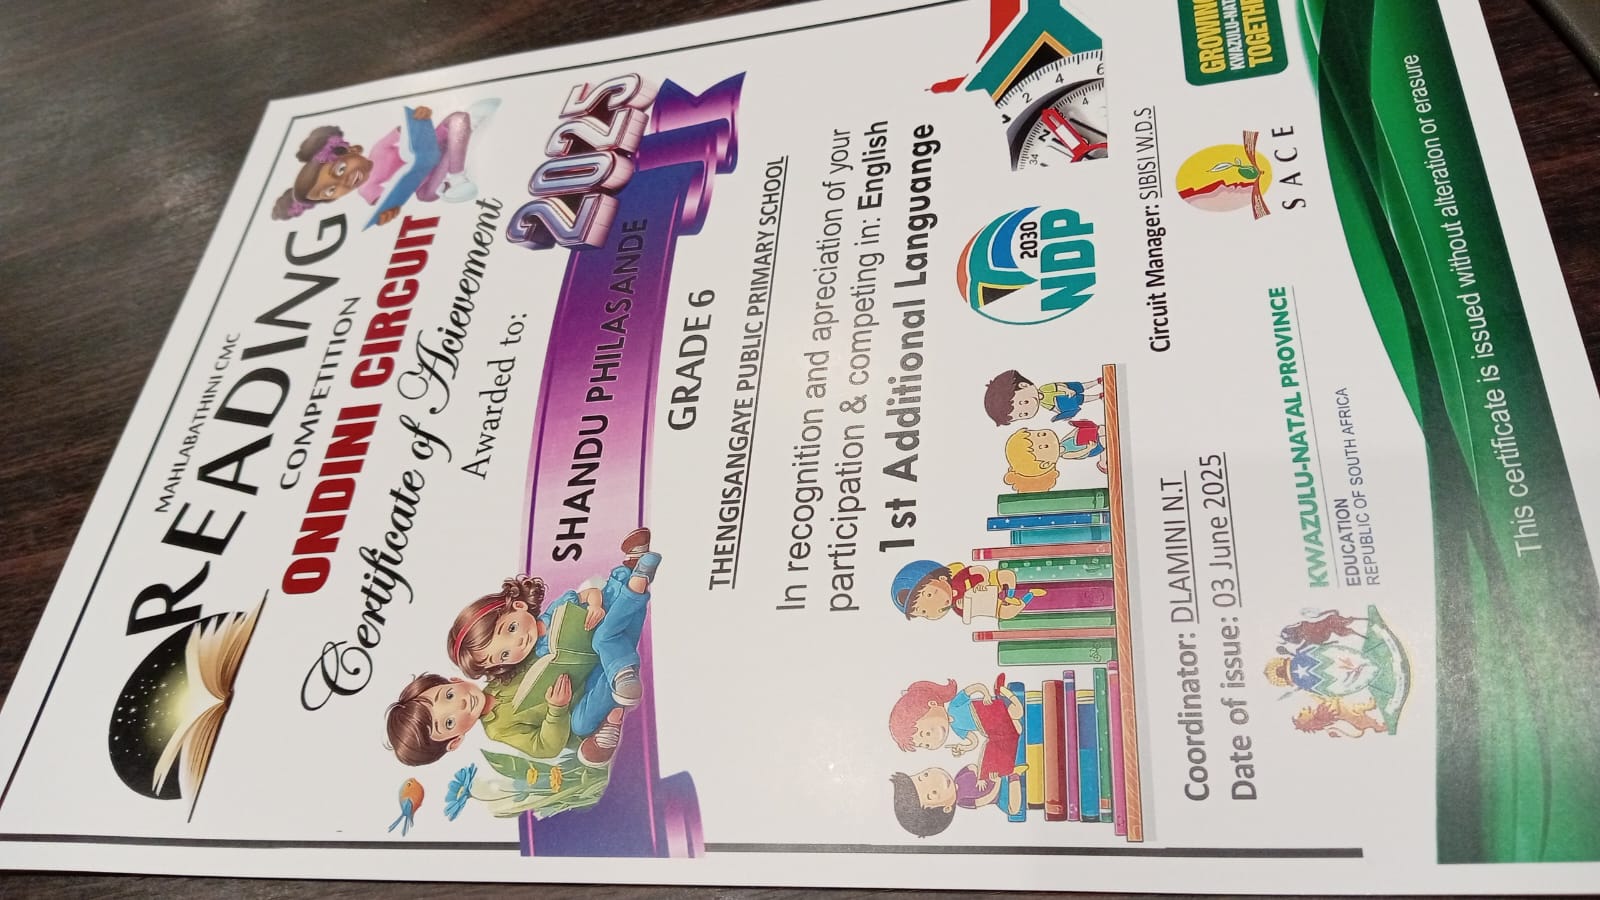 MAHLABATHINI CMC
READING
COMPETITION
ONDINI CIRCUIT
Certificate of Acievement
Awarded to:
2025
SHANDU PHILASANDE
GRADE 6
THENGISANGAYE PUBLIC PRIMARY SCHOOL
In recognition and apreciation of your
participation & competing in: English
1st Additional Languange
2030
NDP
Coordinator: DLAMINI N.T
Circuit Manager: SIBISI W.D.S
Date of issue: 03 June 2025
KWAZULU-NATAL PROVINCE
EDUCATION
REPUBLIC OF SOUTH AFRICA
SACE
GROWING
TOGETHER
This certificate is issued without alteration or erasure